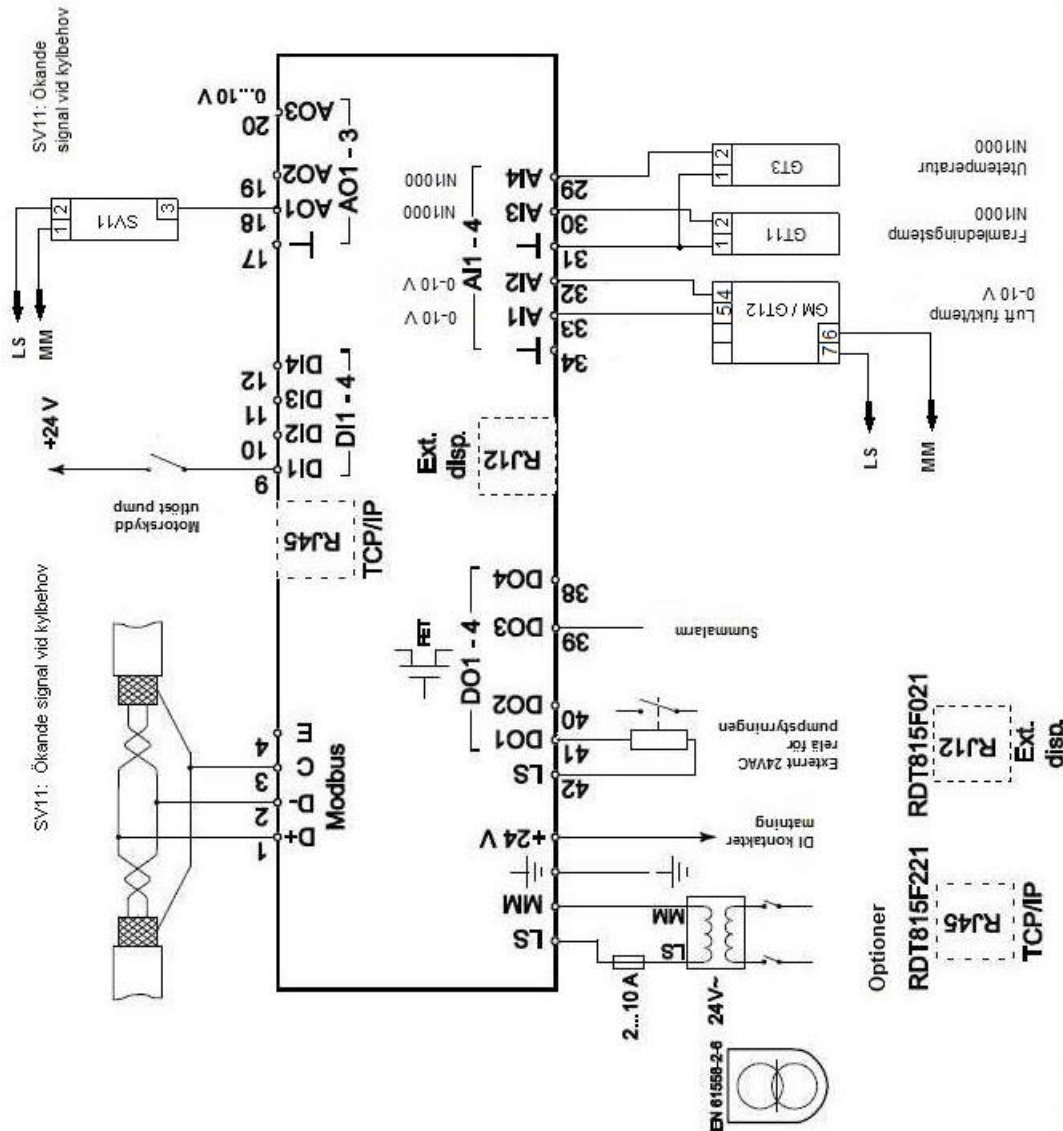 SV11: Ökande
signal vid kylbehov
SV11
1
2
3
LS
MM
+24 V
Motorskydd
utlöst pump
SV11: Ökande signal vid kylbehov
0...10 V
AO3
20
AO2
19
AO1
18
⊥
17
AO1 - 3
DI4
12
DI3
11
DI2
10
DI1
9
DI1 - 4
RJ45
TCP/IP
E
4
C
3
D-
2
D+
1
Modbus
AI1 - 4
NI1000
NI1000
0-10 V
0-10 V
AI4
29
AI3
30
⊥
31
AI2
32
AI1
33
⊥
34
GT3
1
2
Utetemperatur
NI1000
GT11
1
2
Framledningstemp
NI1000
GM / GT12
4
5
6
7
Luft fukt/temp
0-10 V
LS
MM
Ext.
disp.
RJ12
FET
DO1 - 4
DO4
38
DO3
39
DO2
40
DO1
41
LS
42
Summalarm
Externt 24VAC
relä för
pumpstyrningen
+24 V
DI kontakter
matning
MM
LS
MM
LS
2...10 A
24 V~
EN 61558-2-6
Optioner
RDT815F221
RJ45
TCP/IP
RDT815F021
RJ12
Ext.
disp.